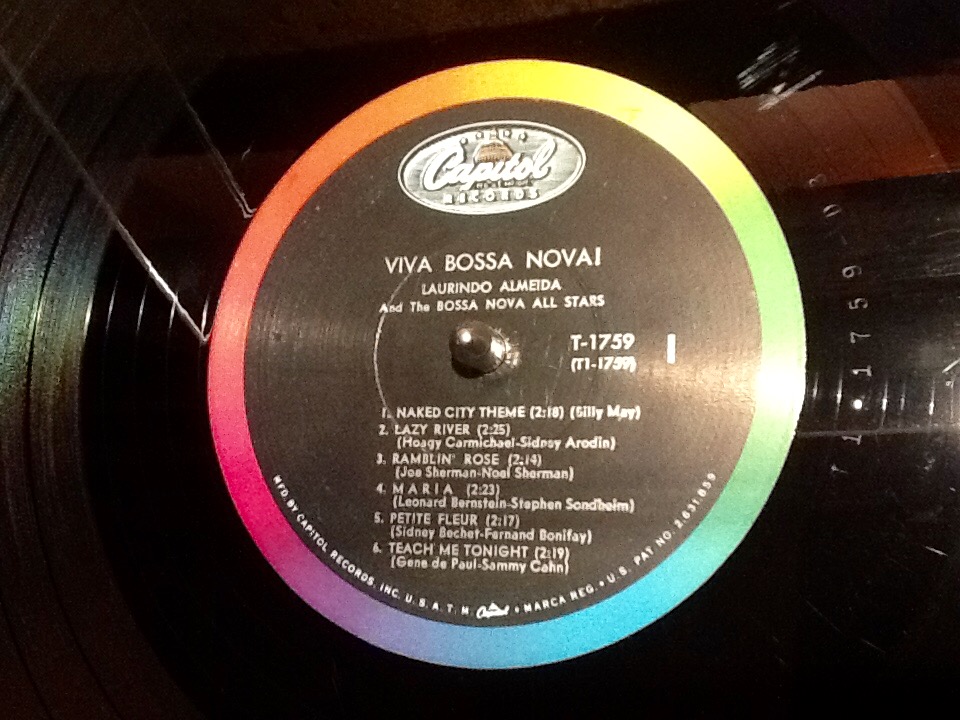 Capitol
RECORDS
VIVA BOSSA NOVA!
LAURINDO ALMEIDA
And The BOSSA NOVA ALL STARS
T-1759
(T1-1759)
1
1. NAKED CITY THEME (2:18) (Billy May)
2. LAZY RIVER (2:25)
(Hoagy Carmichael-Sidney Arodin)
3. RAMBLIN' ROSE (2:14)
(Joe Sherman-Noel Sherman)
4. MARIA (2:23)
(Leonard Bernstein-Stephen Sondheim)
5. PETITE FLEUR (2:17)
(Sidney Bechet-Fernand Bonifay)
6. TEACH ME TONIGHT (2:19)
(Gene de Paul-Sammy Cahn)
MFD. BY CAPITOL RECORDS, INC. U.S.A. T.M. Capitol • MARCA REG. • U.S. PAT. NO. 2,631,859